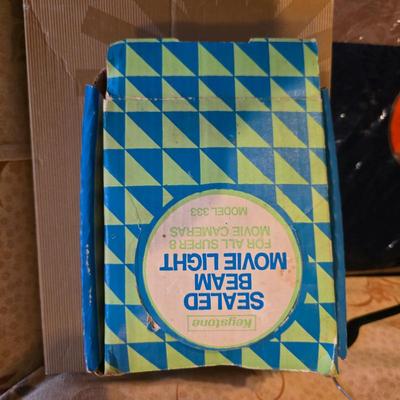 Keystone
SEALED
BEAM
MOVIE LIGHT
FOR ALL SUPER 8
MOVIE CAMERAS
MODEL 333